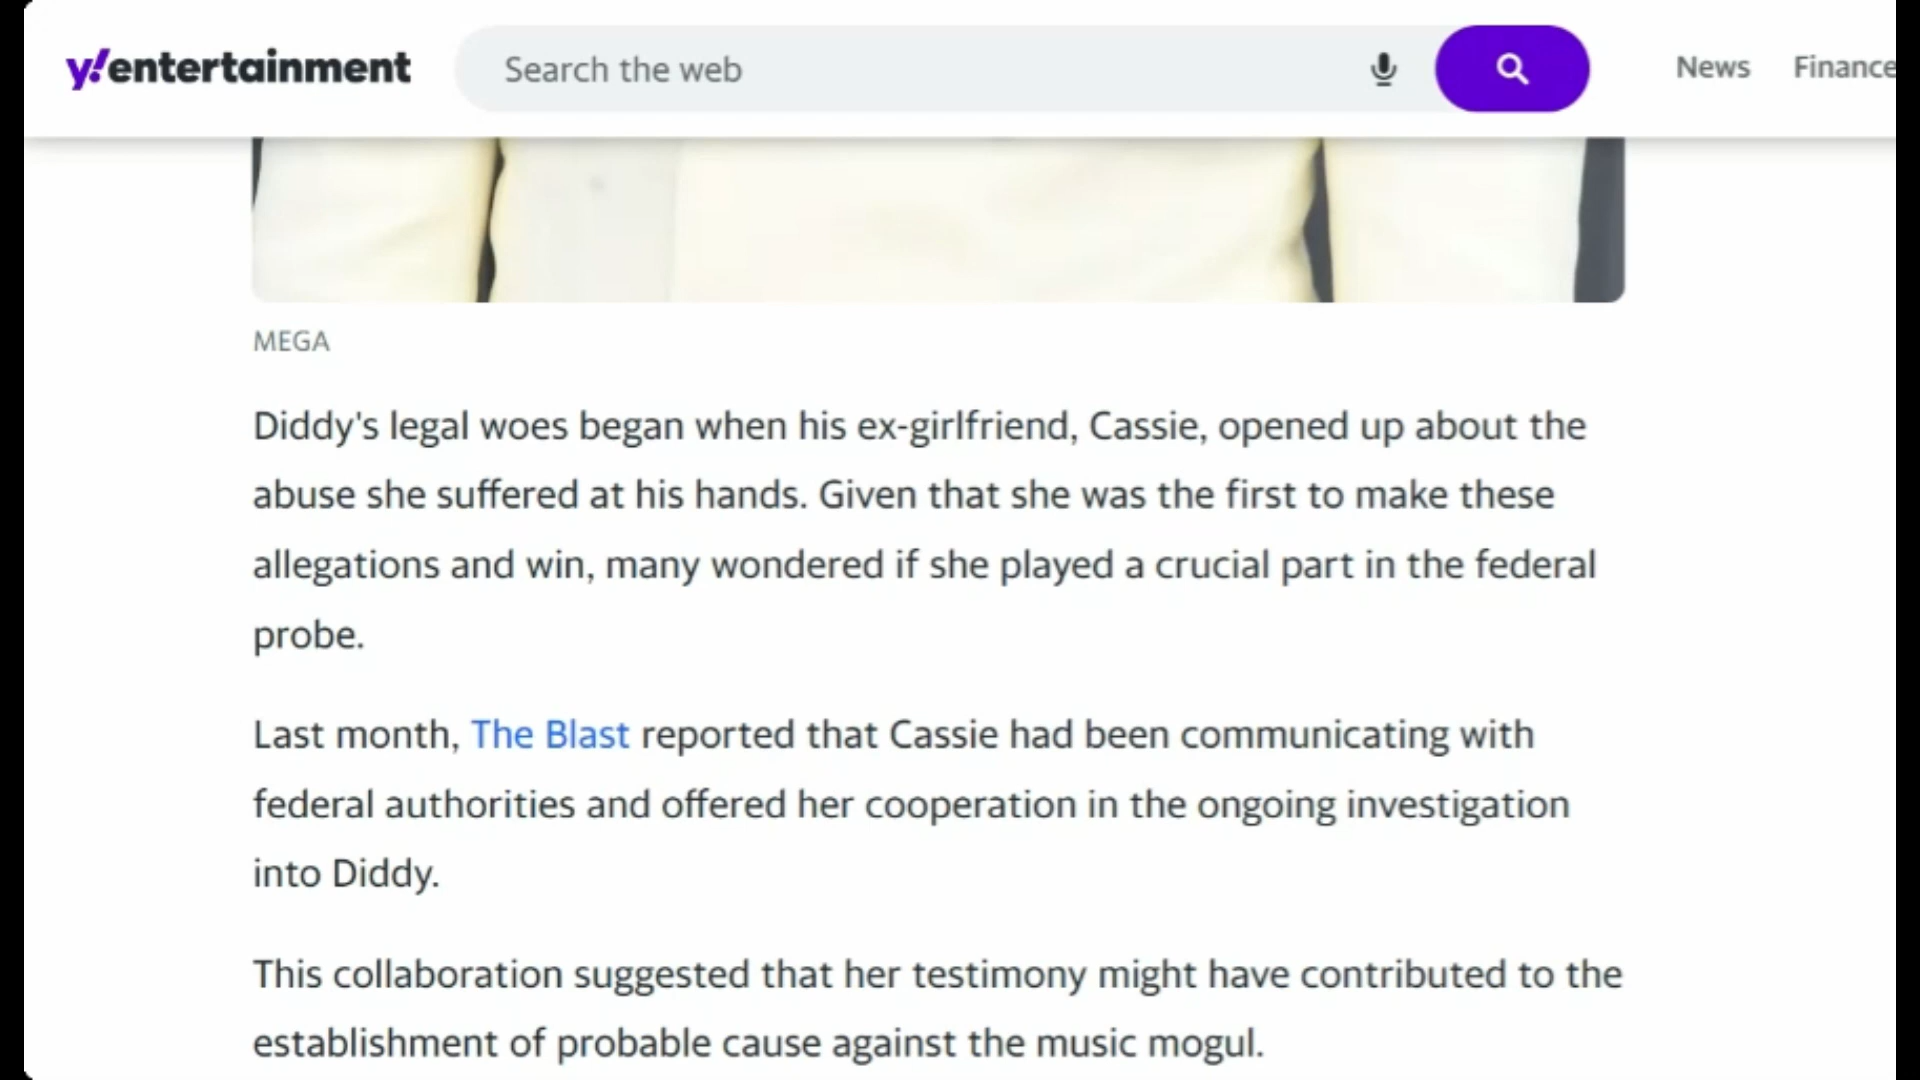 y!entertainment
Search the web
News
Finance
MEGA
Diddy's legal woes began when his ex-girlfriend, Cassie, opened up about the
abuse she suffered at his hands. Given that she was the first to make these
allegations and win, many wondered if she played a crucial part in the federal
probe.
Last month, The Blast reported that Cassie had been communicating with
federal authorities and offered her cooperation in the ongoing investigation
into Diddy.
This collaboration suggested that her testimony might have contributed to the
establishment of probable cause against the music mogul.